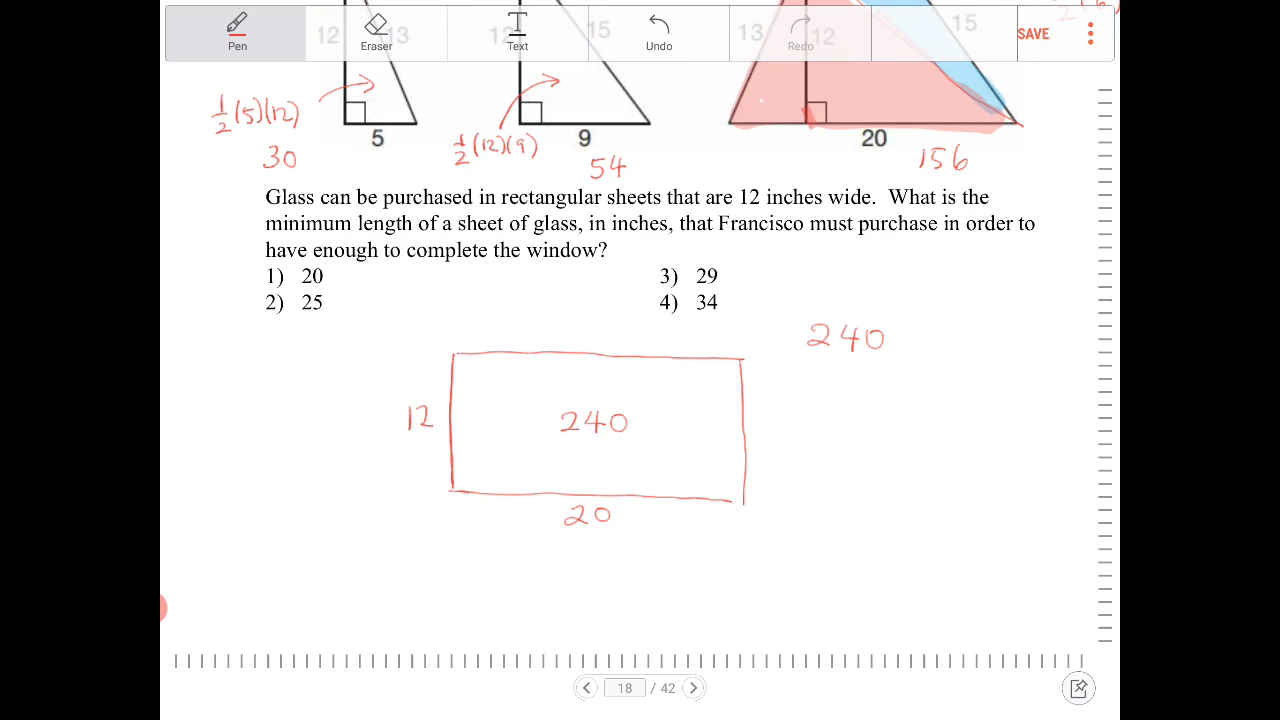 15
12 13 12 15 13 12
Pen Eraser Text Undo Redo SAVE
½(5)(12)
30
5
½(12)(9)
9
54
20
156
Glass can be purchased in rectangular sheets that are 12 inches wide. What is the
minimum length of a sheet of glass, in inches, that Francisco must purchase in order to
have enough to complete the window?
1) 20 3) 29
2) 25 4) 34
240
12 240
20
18 / 42